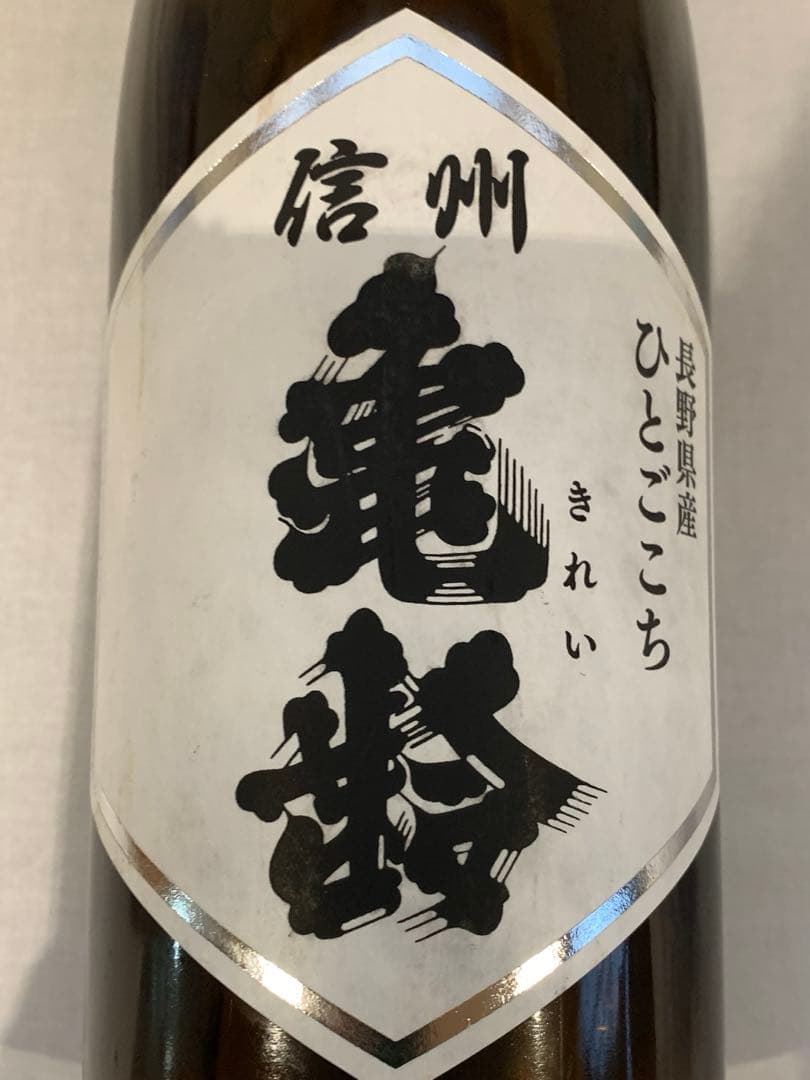 信州
亀齢
きれい
長野県産
ひとごこち